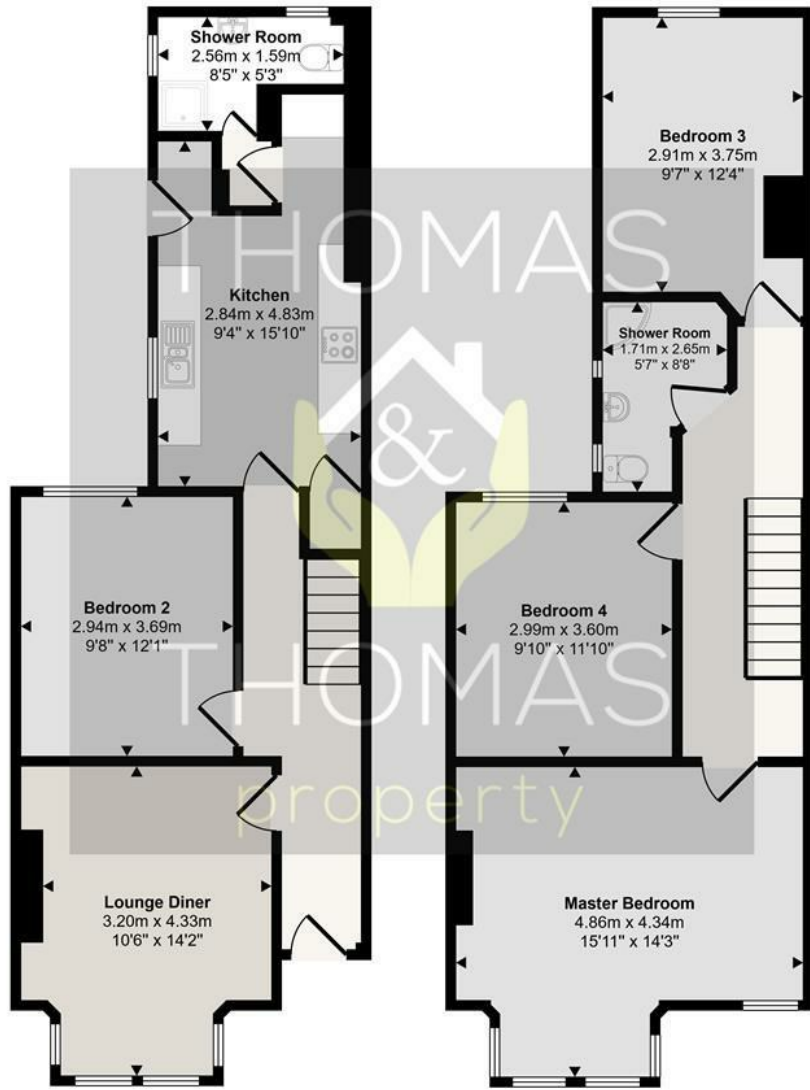 Shower Room
2.56m x 1.59m
8'5" x 5'3"
Kitchen
2.84m x 4.83m
9'4" x 15'10"
Bedroom 2
2.94m x 3.69m
9'8" x 12'1"
Lounge Diner
3.20m x 4.33m
10'6" x 14'2"
Bedroom 3
2.91m x 3.75m
9'7" x 12'4"
Shower Room
1.71m x 2.65m
5'7" x 8'8"
Bedroom 4
2.99m x 3.60m
9'10" x 11'10"
Master Bedroom
4.86m x 4.34m
15'11" x 14'3"
THOMAS
&
THOMAS
property